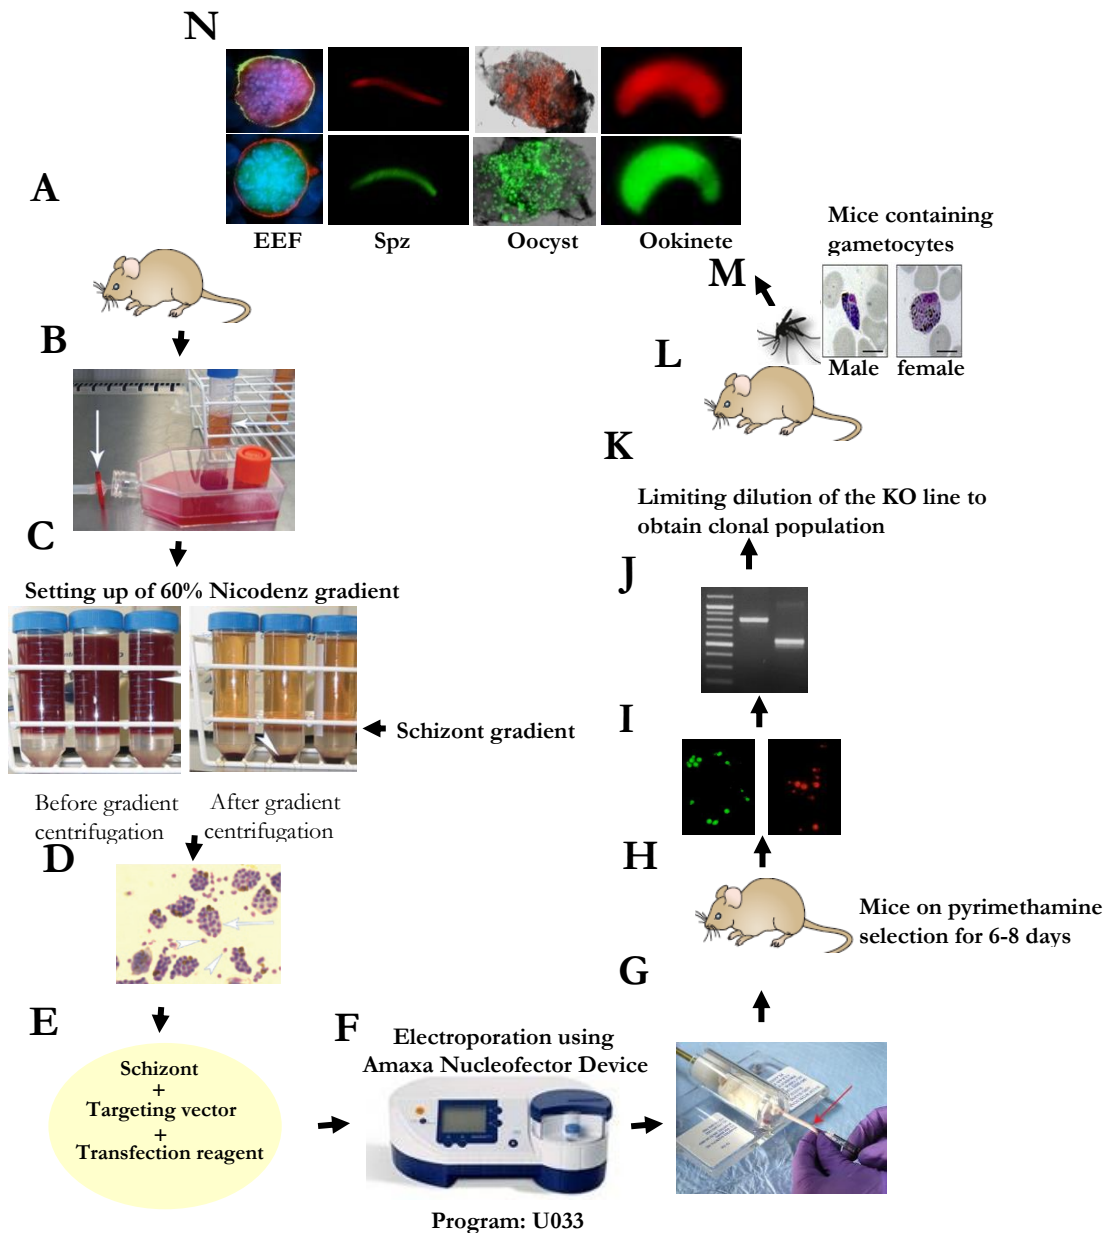 N
A
EEF
Spz
Oocyst
Ookinete
Mice containing
gametocytes
M
B
L
Male
female
K
C
Limiting dilution of the KO line to
obtain clonal population
J
Setting up of 60% Nicodenz gradient
Schizont gradient
I
Before gradient
centrifugation
After gradient
centrifugation
D
H
Mice on pyrimethamine
selection for 6-8 days
G
E
Schizont
+
Targeting vector
+
Transfection reagent
F
Electroporation using
Amaxa Nucleofector Device
Program: U033